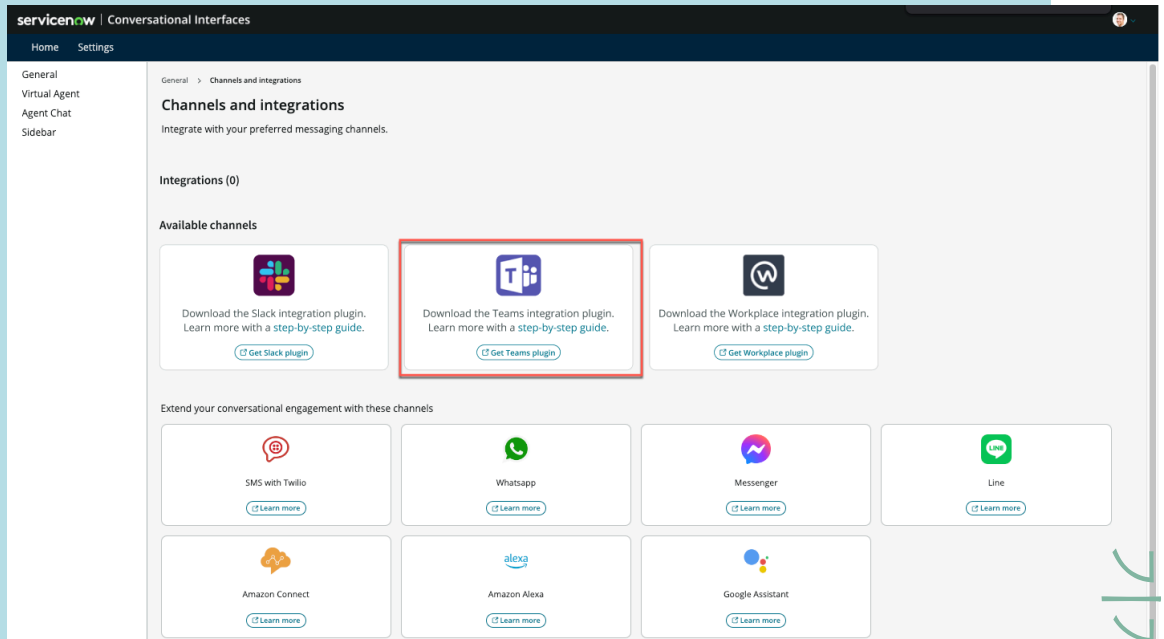 servicenow | Conversational Interfaces
Home Settings
General
Virtual Agent
Agent Chat
Sidebar
General > Channels and integrations
Channels and integrations
Integrate with your preferred messaging channels.
Integrations (0)
Available channels
Download the Slack integration plugin.
Learn more with a step-by-step guide.
Get Slack plugin
Download the Teams integration plugin.
Learn more with a step-by-step guide.
Get Teams plugin
Download the Workplace integration plugin.
Learn more with a step-by-step guide.
Get Workplace plugin
Extend your conversational engagement with these channels
SMS with Twilio
Learn more
Whatsapp
Learn more
Messenger
Learn more
LINE
Line
Learn more
Amazon Connect
Learn more
alexa
Amazon Alexa
Learn more
Google Assistant
Learn more